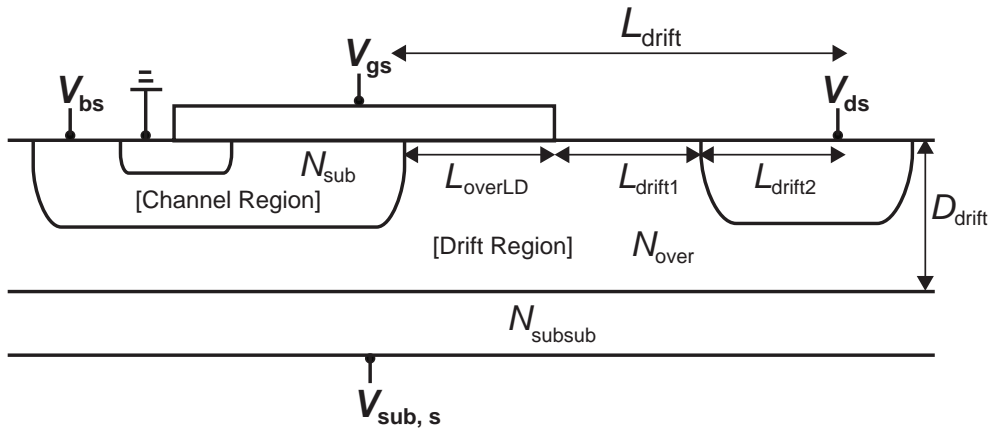 L_drift
V_gs
V_bs
V_ds
N_sub
L_overLD
L_drift1
L_drift2
[Channel Region]
D_drift
[Drift Region]
N_over
N_subsub
V_sub, s